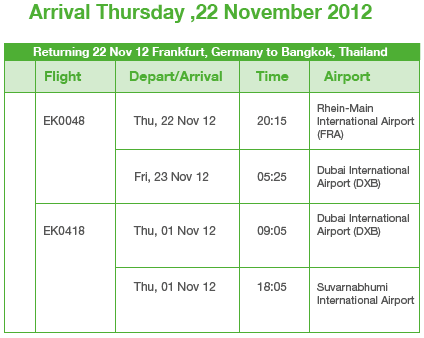 Arrival Thursday ,22 November 2012
Returning 22 Nov 12 Frankfurt, Germany to Bangkok, Thailand
Flight Depart/Arrival Time Airport
EK0048 Thu, 22 Nov 12 20:15 Rhein-Main
International Airport
(FRA)
Fri, 23 Nov 12 05:25 Dubai International
Airport (DXB)
EK0418 Thu, 01 Nov 12 09:05 Dubai International
Airport (DXB)
Thu, 01 Nov 12 18:05 Suvarnabhumi
International Airport